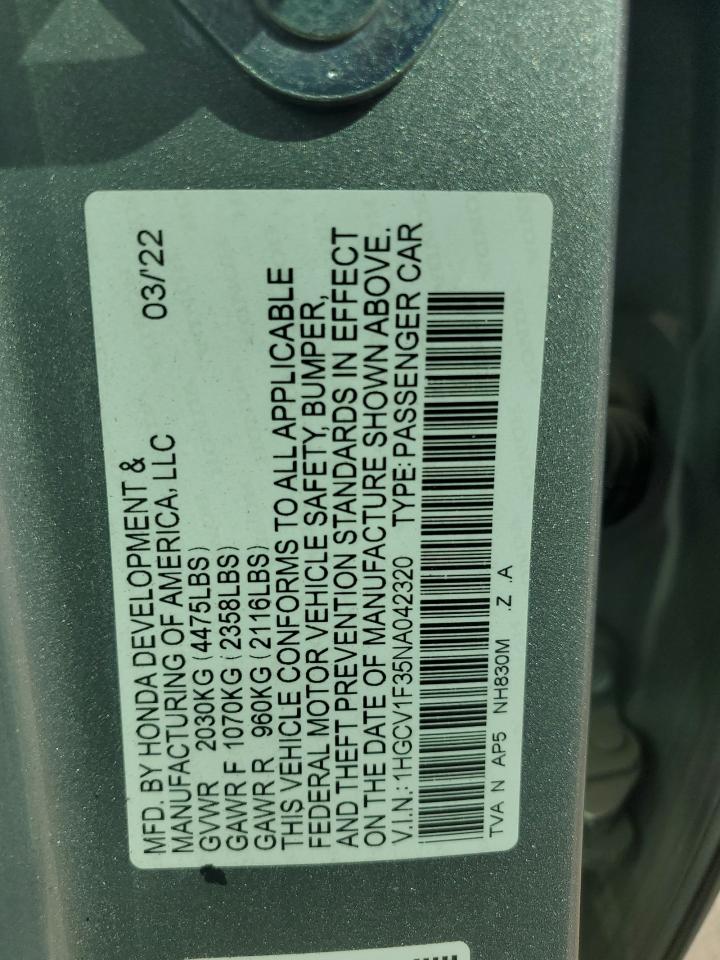 MFD. BY HONDA DEVELOPMENT & 03/'22
MANUFACTURING OF AMERICA, LLC
GVWR 2030KG (4475LBS)
GAWR F 1070KG (2358LBS)
GAWR R 960KG (2116LBS)
THIS VEHICLE CONFORMS TO ALL APPLICABLE
FEDERAL MOTOR VEHICLE SAFETY, BUMPER,
AND THEFT PREVENTION STANDARDS IN EFFECT
ON THE DATE OF MANUFACTURE SHOWN ABOVE.
V.I.N.: 1HGCV1F35NA042320 TYPE: PASSENGER CAR
TVA N AP5 NH830M .Z .A